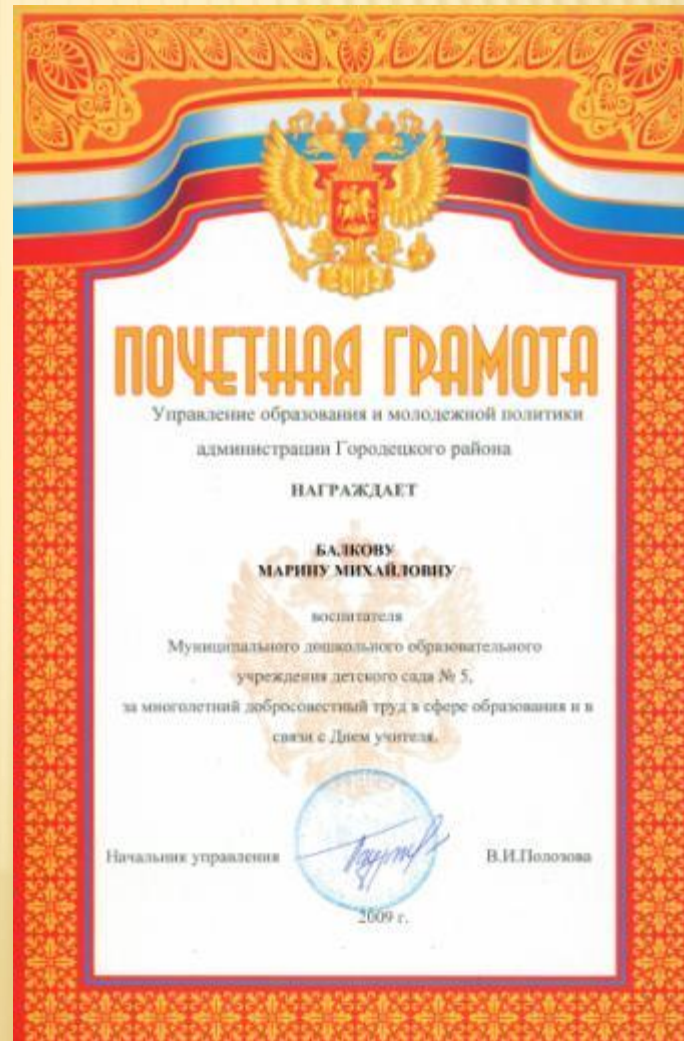 ПОЧЕТНАЯ ГРАМОТА
Управление образования и молодежной политики
администрации Городецкого района
НАГРАЖДАЕТ
БАЛКОВУ
МАРИНУ МИХАЙЛОВНУ
воспитателя
Муниципального дошкольного образовательного
учреждения детского сада № 5,
за многолетний добросовестный труд в сфере образования и в
связи с Днем учителя.
Начальник управления В.И.Полозова
2009 г.